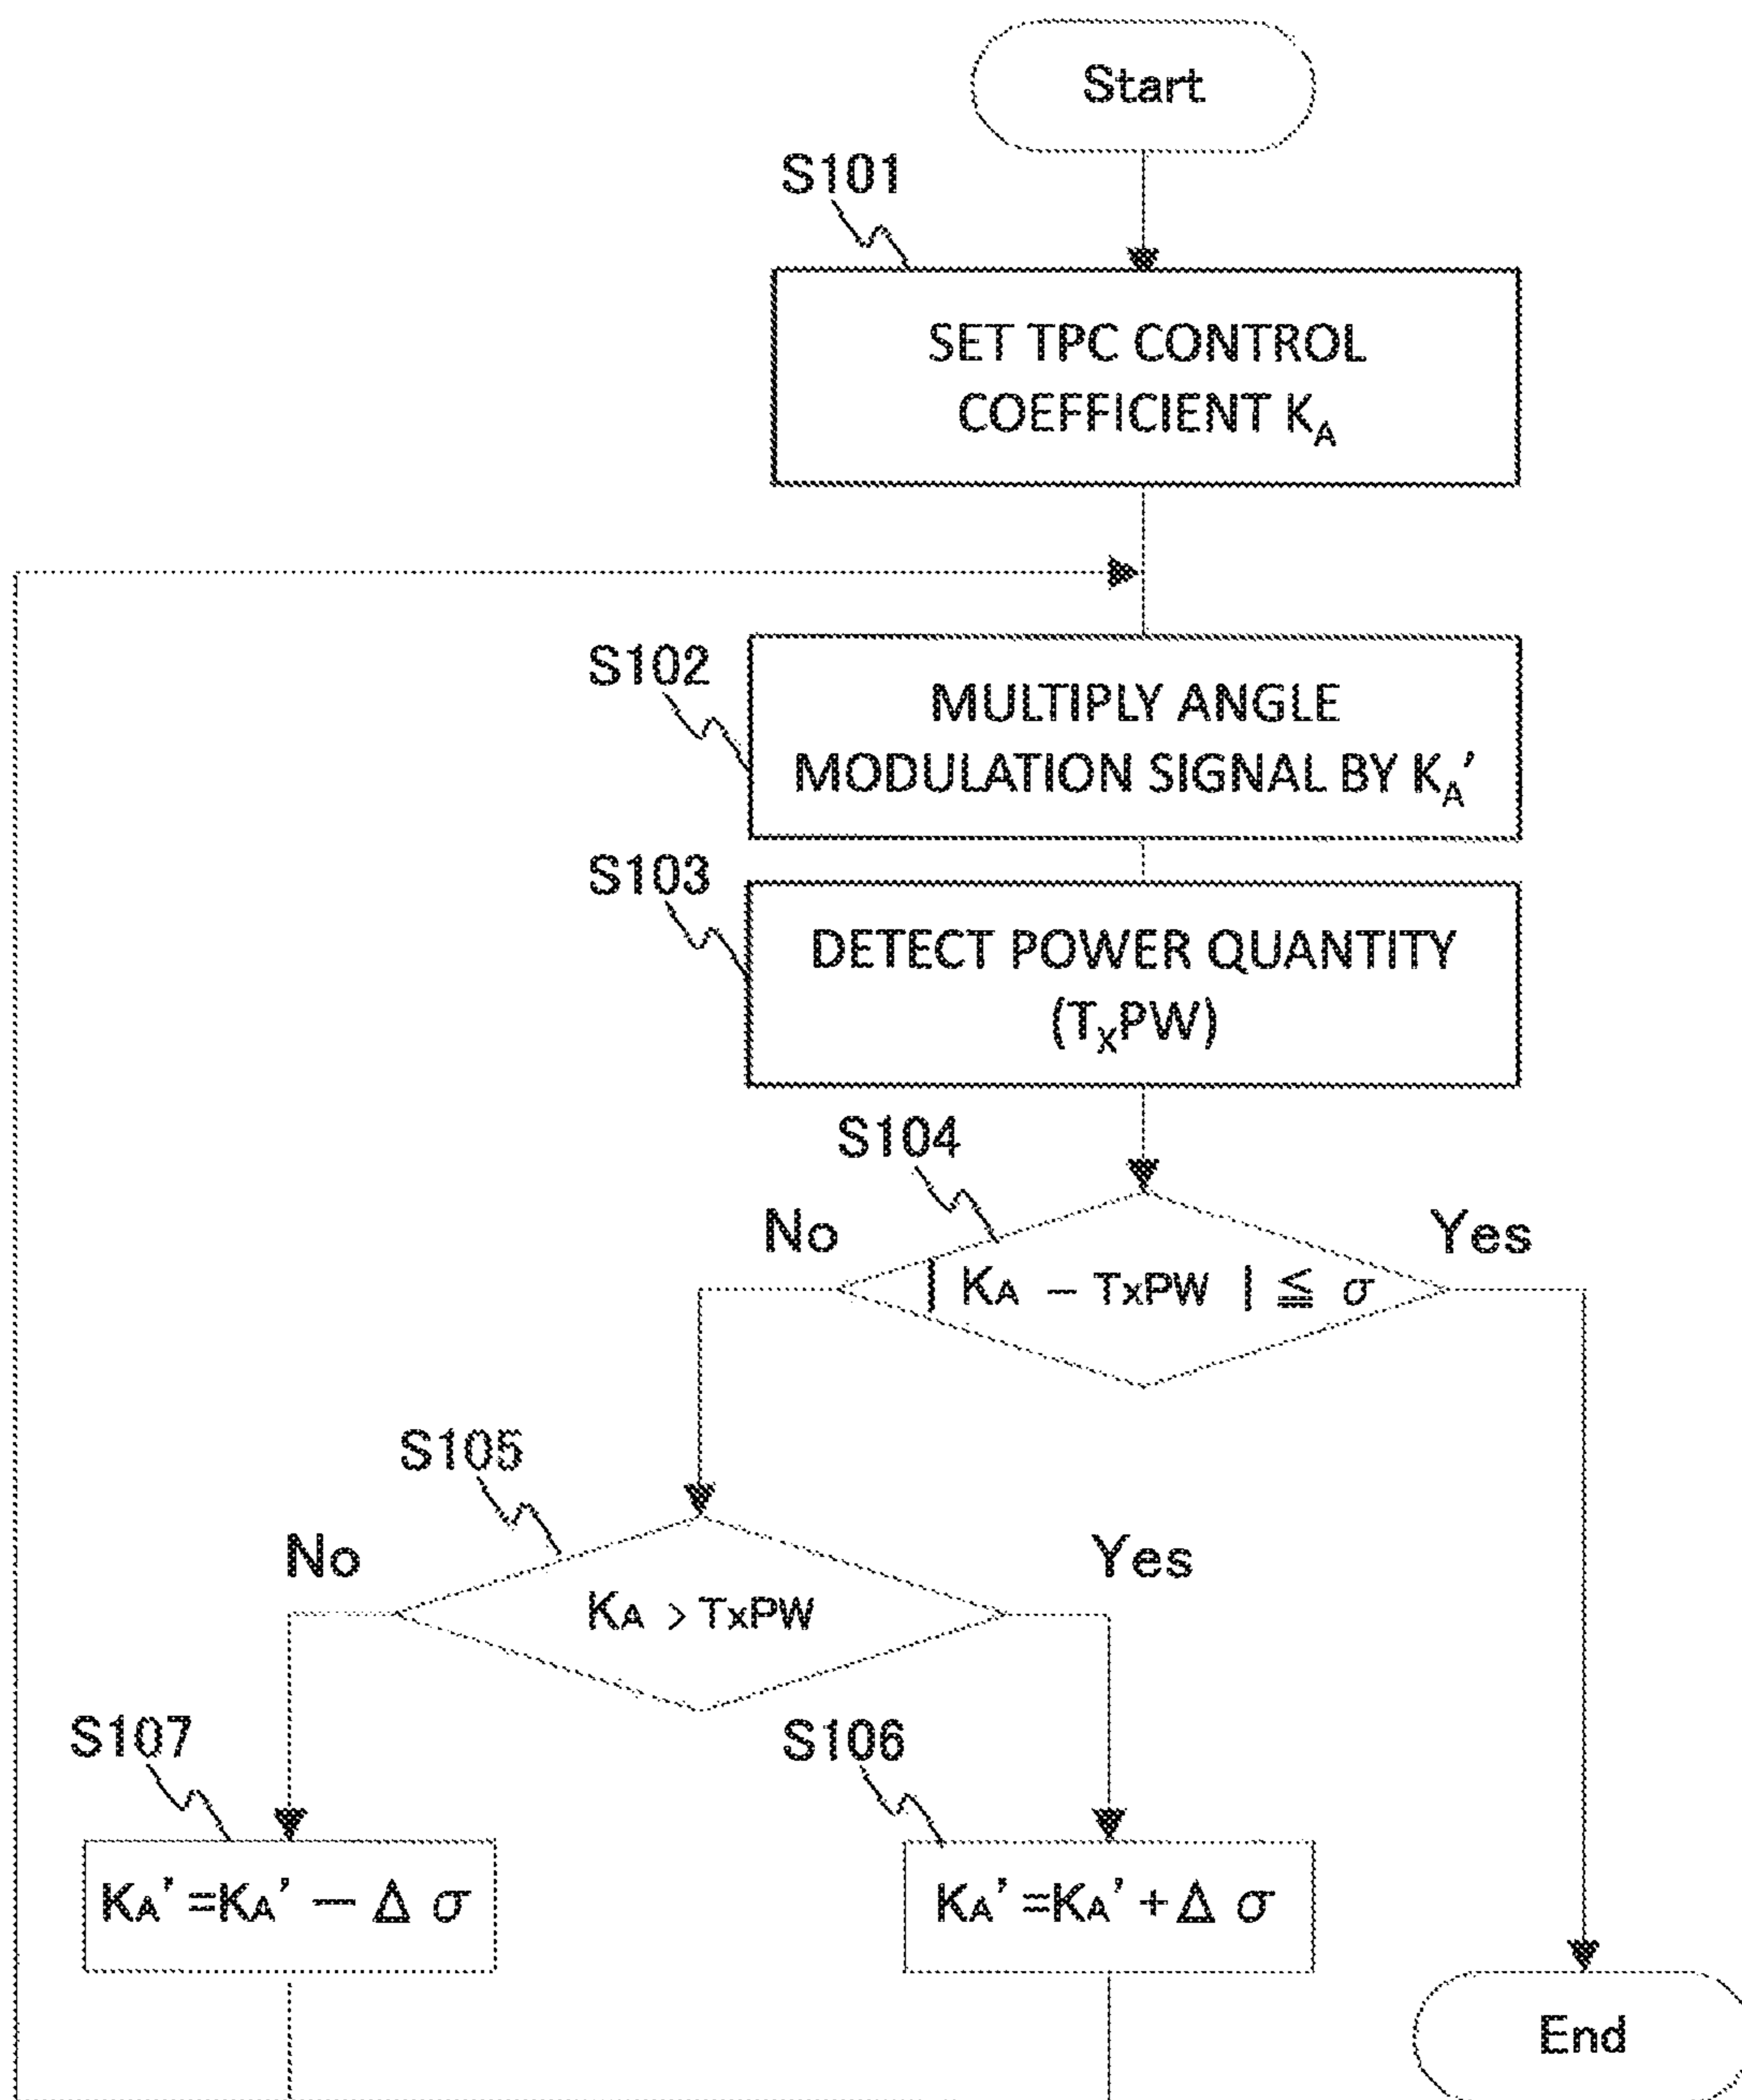 Start
S101
SET TPC CONTROL
COEFFICIENT KA
S102
MULTIPLY ANGLE
MODULATION SIGNAL BY KA’
S103
DETECT POWER QUANTITY
(TXPW)
S104
No
Yes
| KA − TxPW | ≦ σ
S105
No
Yes
KA > TxPW
S107
S106
KA’=KA’ − Δ σ
KA’=KA’ + Δ σ
End